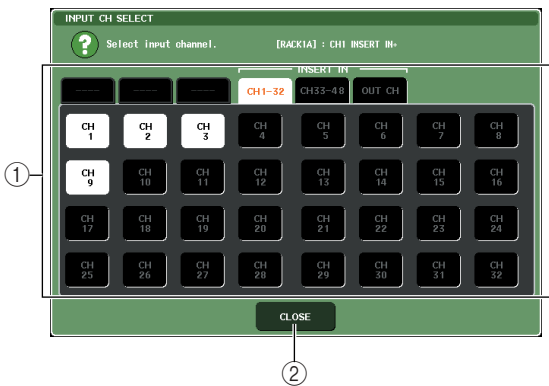 INPUT CH SELECT
Select input channel. [RACK1A] : CH1 INSERT IN*
INSERT IN
---- ---- ---- CH1-32 CH33-48 OUT CH
CH 1 CH 2 CH 3 CH 4 CH 5 CH 6 CH 7 CH 8
CH 9 CH 10 CH 11 CH 12 CH 13 CH 14 CH 15 CH 16
CH 17 CH 18 CH 19 CH 20 CH 21 CH 22 CH 23 CH 24
CH 25 CH 26 CH 27 CH 28 CH 29 CH 30 CH 31 CH 32
CLOSE
①
②